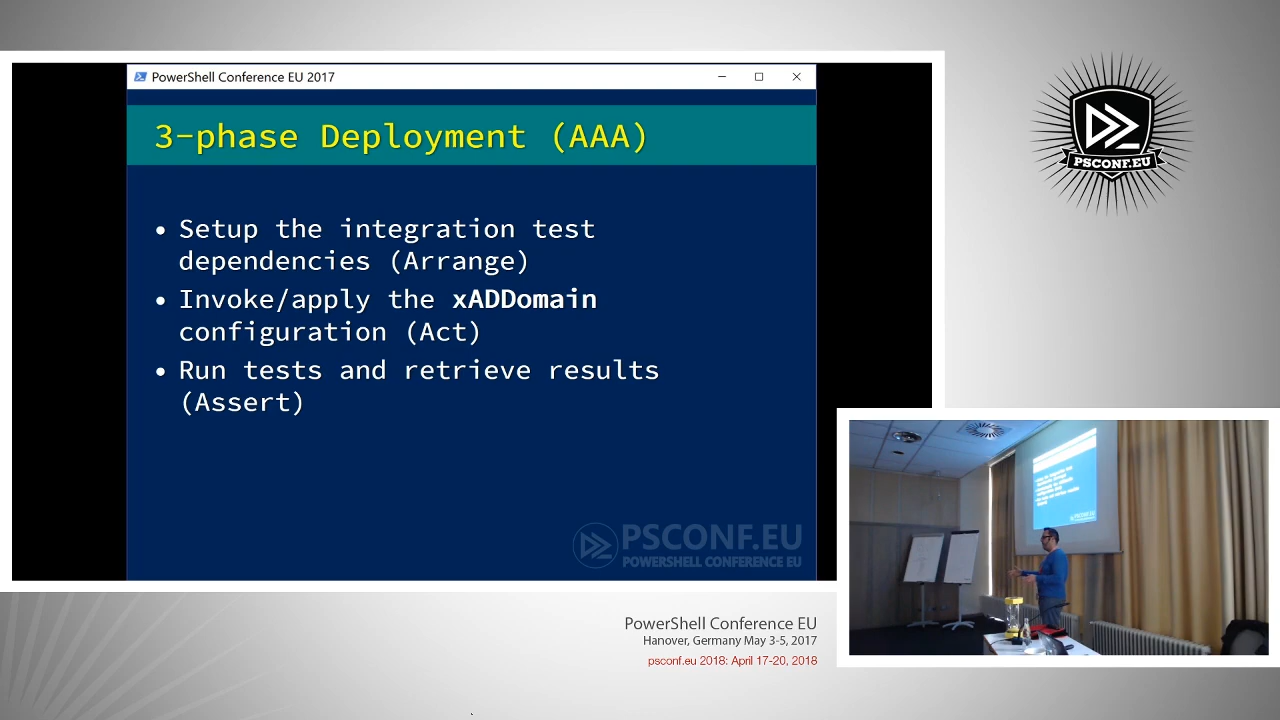 PowerShell Conference EU 2017
3-phase Deployment (AAA)
• Setup the integration test
dependencies (Arrange)
• Invoke/apply the xADDomain
configuration (Act)
• Run tests and retrieve results
(Assert)
PSCONF.EU
POWERSHELL CONFERENCE EU
PSCONF.EU
PowerShell Conference EU
Hanover, Germany May 3-5, 2017
psconf.eu 2018: April 17-20, 2018